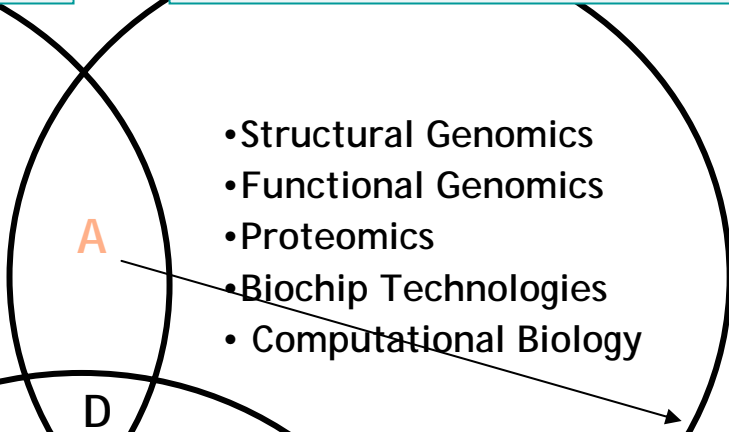 •Structural Genomics
•Functional Genomics
A
•Proteomics
•Biochip Technologies
• Computational Biology
D